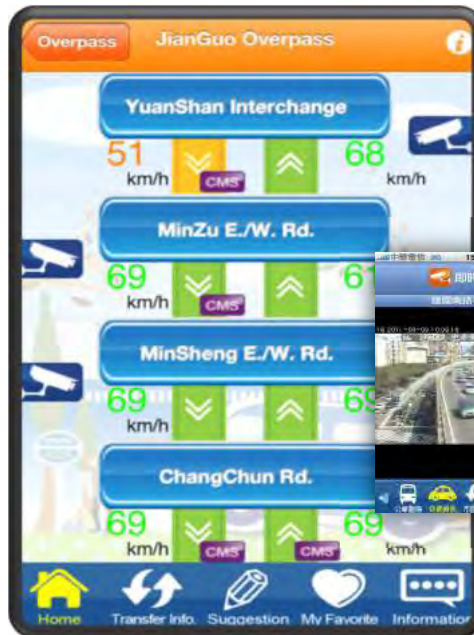 Overpass JianGuo Overpass
YuanShan Interchange
51 68
km/h CMS km/h
MinZu E./W. Rd.
69
km/h CMS
MinSheng E./W. Rd.
69
km/h
ChangChun Rd.
69 69
km/h CMS CMS km/h
Home Transfer Info. Suggestion My Favorite